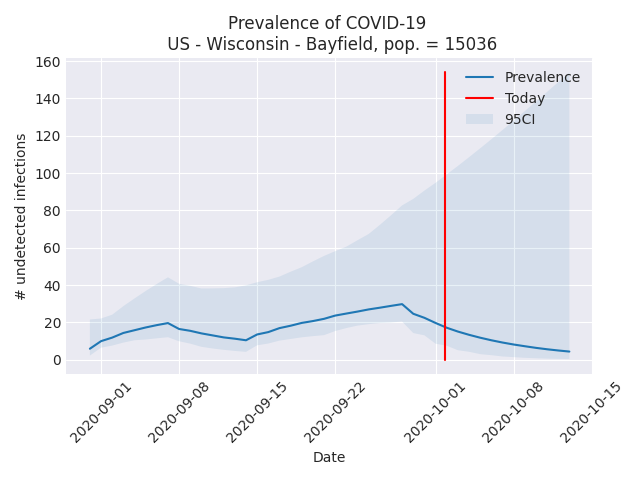 Prevalence of COVID-19
US - Wisconsin - Bayfield, pop. = 15036
160
140
120
100
80
60
40
20
0
# undetected infections
Prevalence
Today
95CI
2020-09-01
2020-09-08
2020-09-15
2020-09-22
2020-10-01
2020-10-08
2020-10-15
Date